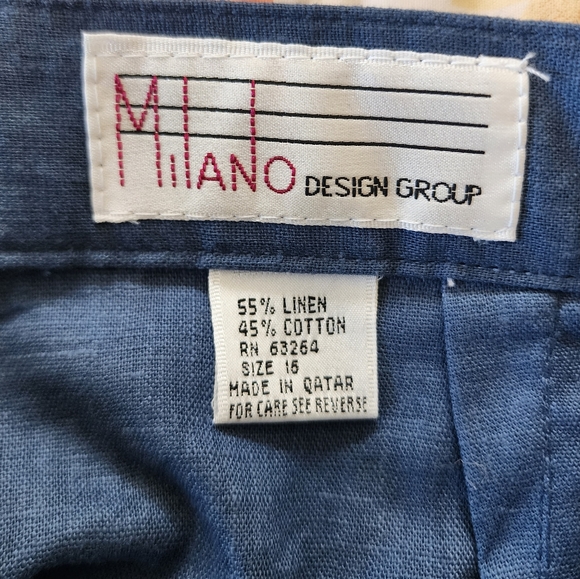 MilANO DESIGN GROUP
55% LINEN
45% COTTON
RN 63264
SIZE 16
MADE IN QATAR
FOR CARE SEE REVERSE